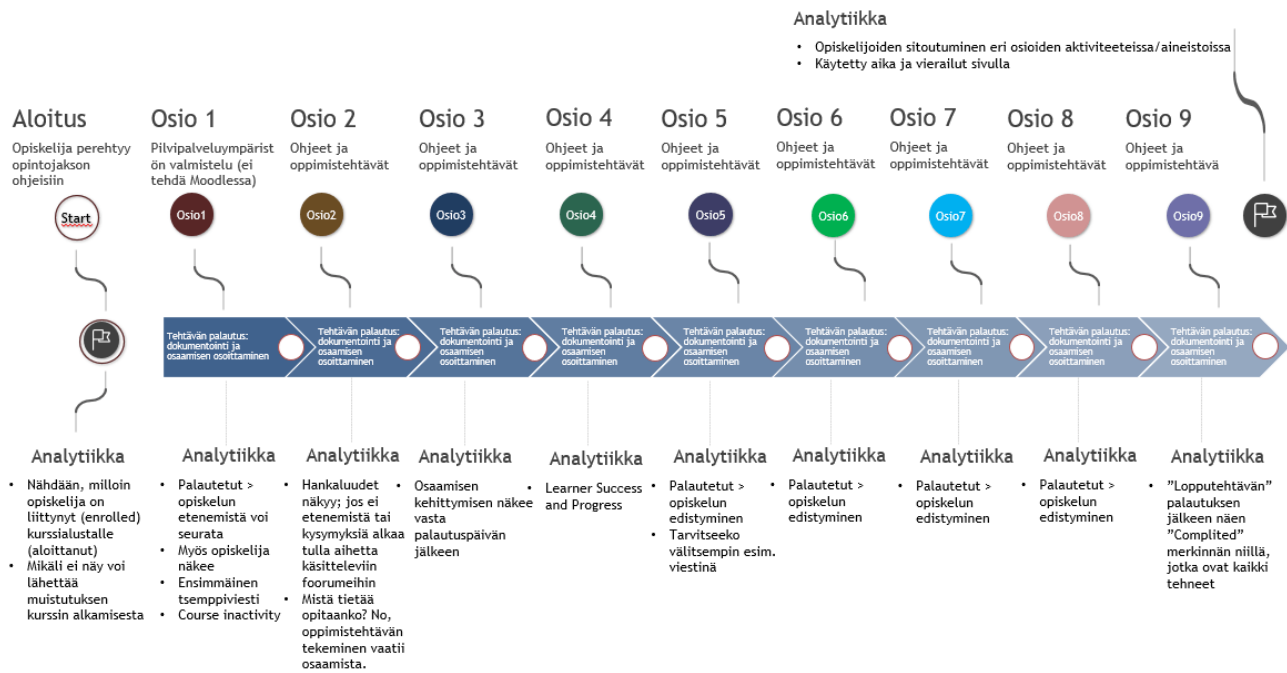 Analytiikka
• Opiskelijoiden sitoutuminen eri osioiden aktiviteeteissa/aineistoissa
• Käytetty aika ja vierailut sivulla
Aloitus
Opiskelija perehtyy
opintojakson
ohjeisiin
Osio 1
Pilvipalveluympärist
ön valmistelu (ei
tehdä Moodlessa)
Osio 2
Ohjeet ja
oppimistehtävät
Osio 3
Ohjeet ja
oppimistehtävät
Osio 4
Ohjeet ja
oppimistehtävät
Osio 5
Ohjeet ja
oppimistehtävät
Osio 6
Ohjeet ja
oppimistehtävät
Osio 7
Ohjeet ja
oppimistehtävät
Osio 8
Ohjeet ja
oppimistehtävät
Osio 9
Ohjeet ja
oppimistehtävä
Start
Osio1
Osio2
Osio3
Osio4
Osio5
Osio6
Osio7
Osio8
Osio9
Tehtävän palautus:
dokumentointi ja
osaamisen osoittaminen
Tehtävän palautus:
dokumentointi ja
osaamisen
osoittaminen
Tehtävän palautus:
dokumentointi ja
osaamisen
osoittaminen
Tehtävän palautus:
dokumentointi ja
osaamisen
osoittaminen
Tehtävän palautus:
dokumentointi ja
osaamisen
osoittaminen
Tehtävän palautus:
dokumentointi ja
osaamisen
osoittaminen
Tehtävän palautus:
dokumentointi ja
osaamisen
osoittaminen
Tehtävän palautus:
dokumentointi ja
osaamisen
osoittaminen
Tehtävän palautus:
dokumentointi ja
osaamisen
osoittaminen
Analytiikka
• Nähdään, milloin
opiskelija on
liittynyt (enrolled)
kurssialustalle
(aloittanut)
• Mikäli ei näy voi
lähettää
muistutuksen
kurssin alkamisesta
Analytiikka
• Palautetut >
opiskelun
etenemistä voi
seurata
• Myös opiskelija
näkee
• Ensimmäinen
tsemppiviesti
• Course inactivity
Analytiikka
• Hankaluudet
näkyy; jos ei
etenemistä tai
kysymyksiä alkaa
tulla aihetta
käsitteleviin
foorumeihin
• Mistä tietää
opitaanko? No,
oppimistehtävän
tekeminen vaatii
osaamista.
Analytiikka
• Osaamisen
kehittymisen näkee
vasta
palautuspäivän
jälkeen
Analytiikka
Learner Success
and Progress
Analytiikka
• Palautetut >
opiskelun
edistyminen
• Tarvitseeko
välitsempin esim.
viestinä
Analytiikka
• Palautetut >
opiskelun
edistyminen
Analytiikka
• Palautetut >
opiskelun
edistyminen
Analytiikka
• Palautetut >
opiskelun
edistyminen
Analytiikka
• ”Lopputehtävän”
palautuksen
jälkeen näen
”Complited”
merkinnän niillä,
jotka ovat kaikki
tehneet